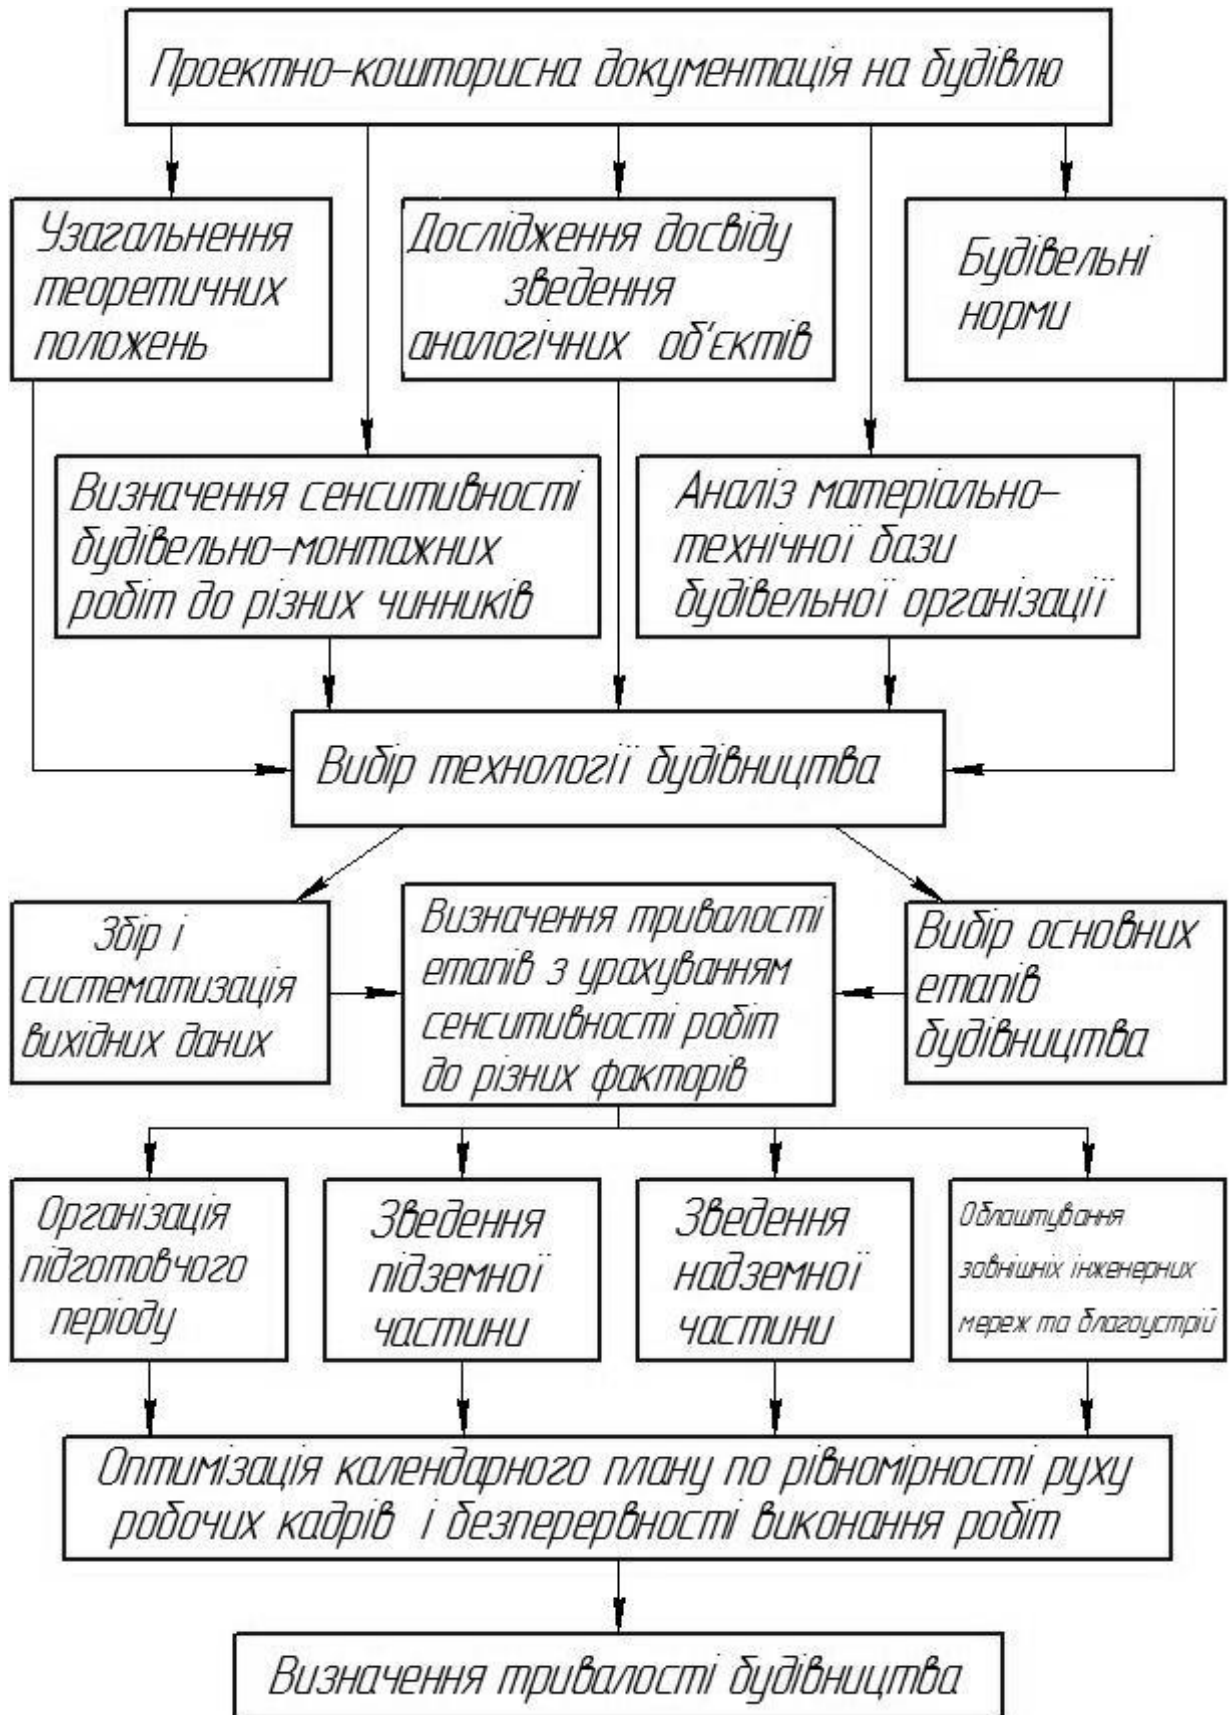 Проектно-кошторисна документація на будівлю
Узагальнення
теоретичних
положень
Дослідження досвіду
зведення
аналогічних об'єктів
Будівельні
норми
Визначення сенситивності
будівельно-монтажних
робіт до різних чинників
Аналіз матеріально-
технічної бази
будівельної організації
Вибір технології будівництва
Збір і
систематизація
вихідних даних
Визначення тривалості
етапів з урахуванням
сенситивності робіт
до різних факторів
Вибір основних
етапів
будівництва
Організація
підготовчого
періоду
Зведення
підземної
частини
Зведення
надземної
частини
Облаштування
зовнішніх інженерних
мереж та благоустрій
Оптимізація календарного плану по рівномірності руху
робочих кадрів і безперервності виконання робіт
Визначення тривалості будівництва